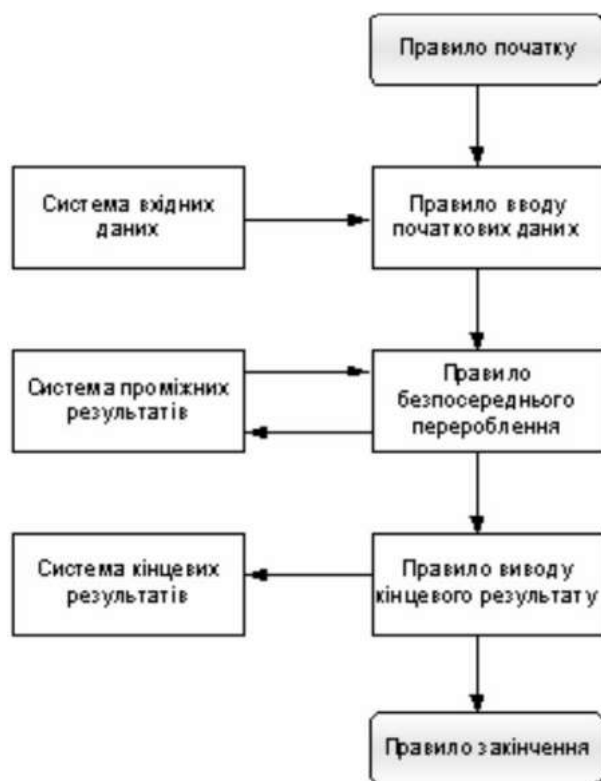 Правило початку
Система вхідних
даних
Правило вводу
початкових даних
Система проміжних
результатів
Правило
безпосереднього
перероблення
Система кінцевих
результатів
Правило виводу
кінцевого результату
Правило закінчення